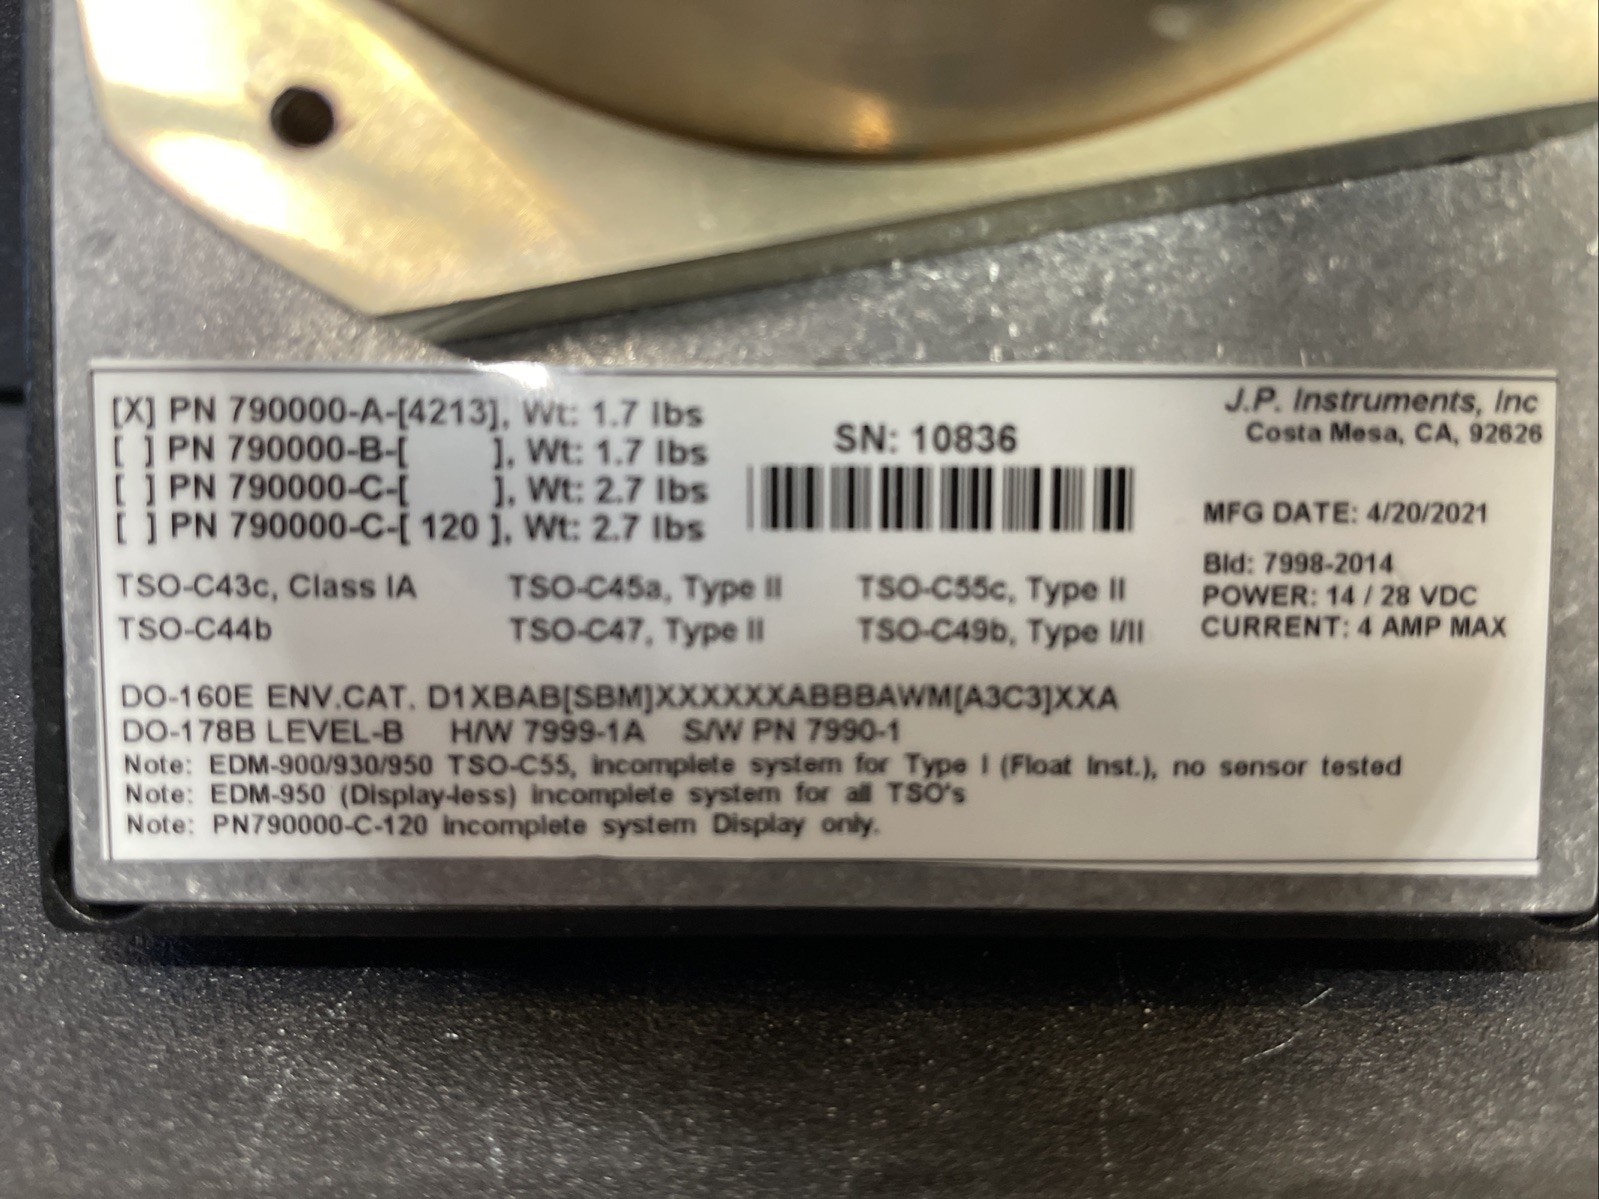 [X] PN 790000-A-[4213], Wt: 1.7 lbs
[ ] PN 790000-B-[ ], Wt: 1.7 lbs
[ ] PN 790000-C-[ ], Wt: 2.7 lbs
[ ] PN 790000-C-[ 120 ], Wt: 2.7 lbs
SN: 10836
J.P. Instruments, Inc
Costa Mesa, CA, 92626
MFG DATE: 4/20/2021
Bld: 7998-2014
POWER: 14 / 28 VDC
CURRENT: 4 AMP MAX
TSO-C43c, Class IA TSO-C45a, Type II TSO-C55c, Type II
TSO-C44b TSO-C47, Type II TSO-C49b, Type I/II
DO-160E ENV.CAT. D1XBAB[SBM]XXXXXXABBBAWM[A3C3]XXA
DO-178B LEVEL-B H/W 7999-1A S/W PN 7990-1
Note: EDM-900/930/950 TSO-C55, incomplete system for Type I (Float Inst.), no sensor tested
Note: EDM-950 (Display-less) incomplete system for all TSO's
Note: PN790000-C-120 incomplete system Display only.